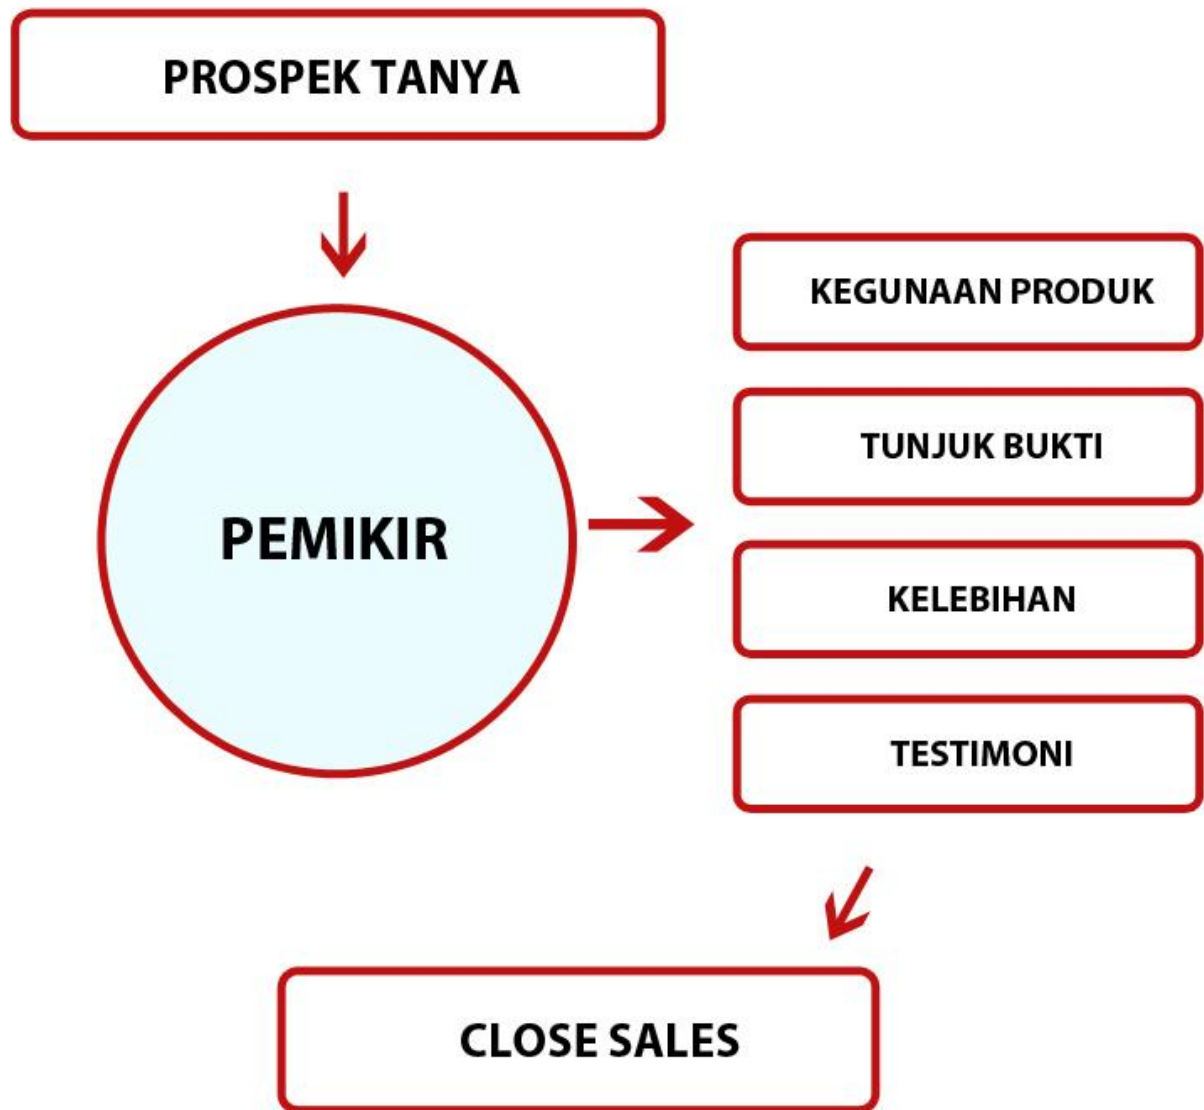 PROSPEK TANYA
PEMIKIR
KEGUNAAN PRODUK
TUNJUK BUKTI
KELEBIHAN
TESTIMONI
CLOSE SALES